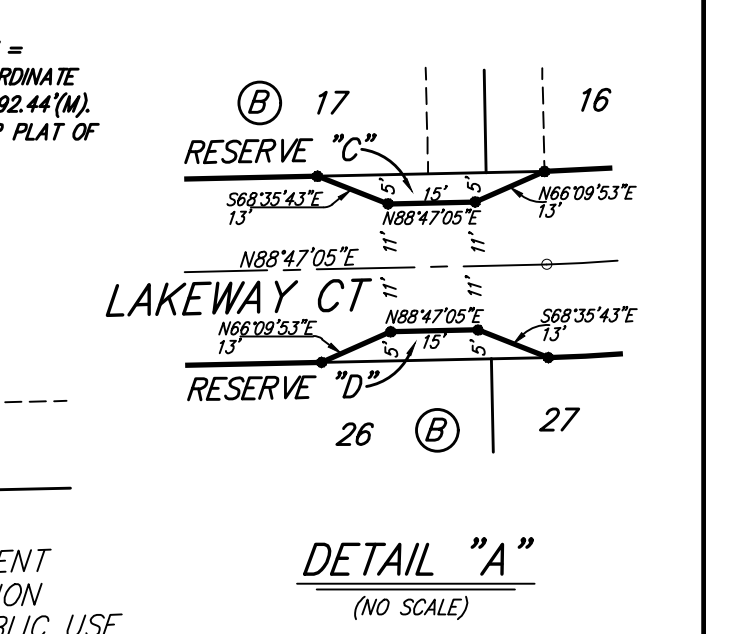 =
RDINATE
92.44'(M).
PLAT OF
B 17
16
RESERVE "C"
5' 15' 5'
S68°35'43"E
13'
N66°09'53"E
13'
N88°47'05"E
11' 11'
N88°47'05"E
LAKEWAY CT
11' 11'
N88°47'05"E
N66°09'53"E
13'
S68°35'43"E
13'
5' 15' 5'
RESERVE "D"
26 B 27
DETAIL "A"
(NO SCALE)
ENT
ION
BLIC USE